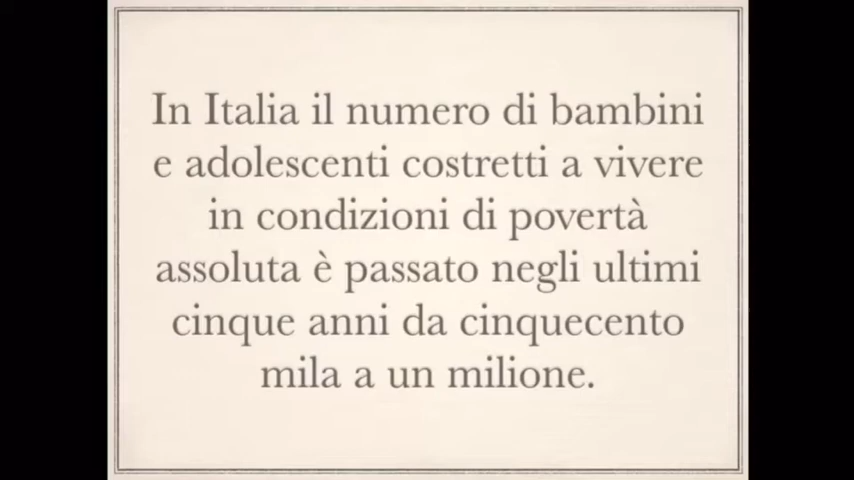 In Italia il numero di bambini
e adolescenti costretti a vivere
in condizioni di povertà
assoluta è passato negli ultimi
cinque anni da cinquecento
mila a un milione.